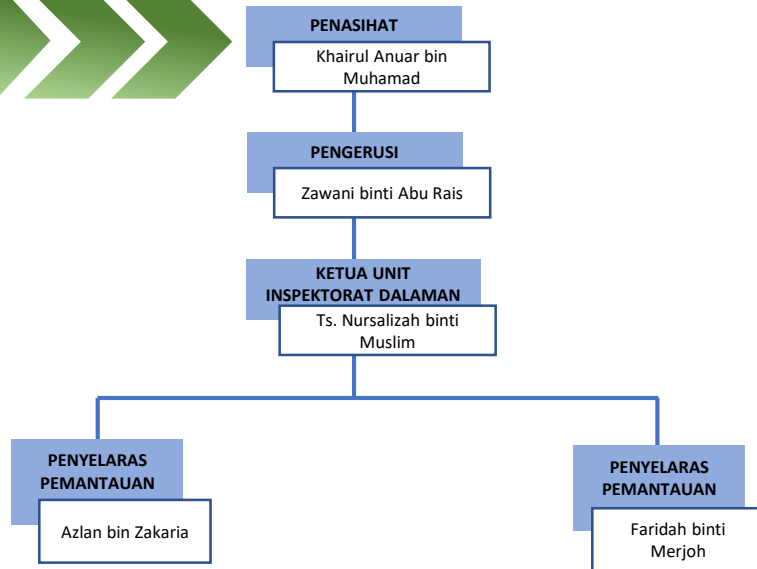 PENASIHAT
Khairul Anuar bin
Muhamad
PENGERUSI
Zawani binti Abu Rais
KETUA UNIT
INSPEKTORAT DALAMAN
Ts. Nursalizah binti
Muslim
PENYELARAS
PEMANTAUAN
Azlan bin Zakaria
PENYELARAS
PEMANTAUAN
Faridah binti
Merjoh